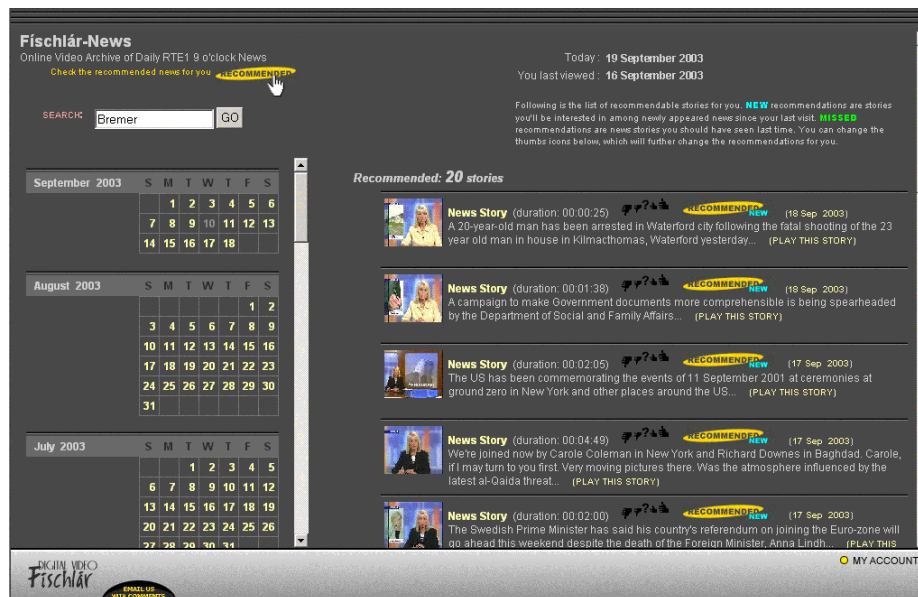 Físchlár-News
Online Video Archive of Daily RTE1 9 o'clock News
Check the recommended news for you RECOMMENDED
Today : 19 September 2003
You last viewed : 16 September 2003
SEARCH: Bremer GO
Following is the list of recommendable stories for you. NEW recommendations are stories
you'll be interested in among newly appeared news since your last visit. MISSED
recommendations are news stories you should have seen last time. You can change the
thumbs icons below, which will further change the recommendations for you.
September 2003 S M T W T F S
1 2 3 4 5 6
7 8 9 10 11 12 13
14 15 16 17 18
August 2003 S M T W T F S
1 2
3 4 5 6 7 8 9
10 11 12 13 14 15 16
17 18 19 20 21 22 23
24 25 26 27 28 29 30
31
July 2003 S M T W T F S
1 2 3 4 5
6 7 8 9 10 11 12
13 14 15 16 17 18 19
20 21 22 23 24 25 26
27 28 29 30 31
Recommended: 20 stories
News Story (duration: 00:00:25) ? RECOMMENDED NEW (18 Sep 2003)
A 20-year-old man has been arrested in Waterford city following the fatal shooting of the 23
year old man in house in Kilmacthomas, Waterford yesterday... (PLAY THIS STORY)
News Story (duration: 00:01:38) ? RECOMMENDED NEW (18 Sep 2003)
A campaign to make Government documents more comprehensible is being spearheaded
by the Department of Social and Family Affairs... (PLAY THIS STORY)
News Story (duration: 00:02:05) ? RECOMMENDED NEW (17 Sep 2003)
The US has been commemorating the events of 11 September 2001 at ceremonies at
ground zero in New York and other places around the US... (PLAY THIS STORY)
News Story (duration: 00:04:49) ? RECOMMENDED NEW (17 Sep 2003)
We're joined now by Carole Coleman in New York and Richard Downes in Baghdad. Carole,
if I may turn to you first. Very moving pictures there. Was the atmosphere influenced by the
latest al-Qaida threat... (PLAY THIS STORY)
News Story (duration: 00:02:00) ? RECOMMENDED NEW (17 Sep 2003)
The Swedish Prime Minister has said his country's referendum on joining the Euro-zone will
go ahead this weekend despite the death of the Foreign Minister, Anna Lindh... (PLAY THIS
DIGITAL VIDEO
Físchlár
EMAIL US
WITH COMMENTS
MY ACCOUNT